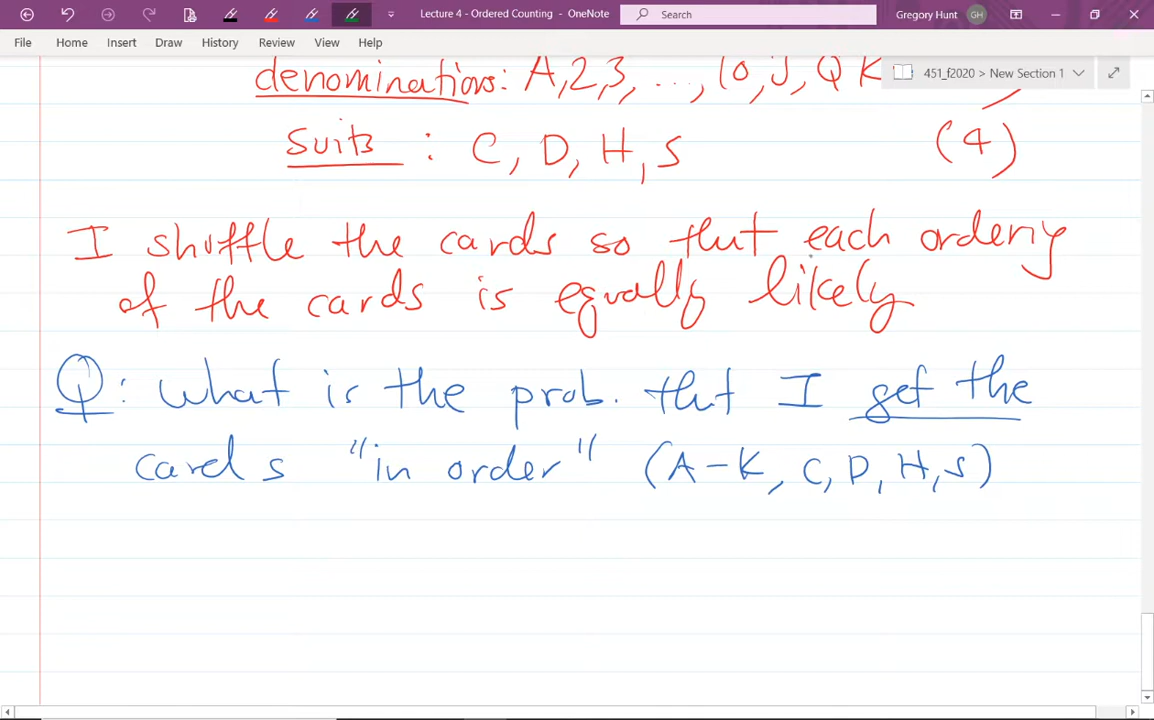 Lecture 4 - Ordered Counting - OneNote
Search
Gregory Hunt
GH
File Home Insert Draw History Review View Help
451_f2020 > New Section 1
denominations: A,2,3, ..., 10, J, Q K
suits : C, D, H, S (4)
I shuffle the cards so that each ordering
of the cards is equally likely
Q: What is the prob. that I get the
cards "in order" (A-K, C, D, H, S)